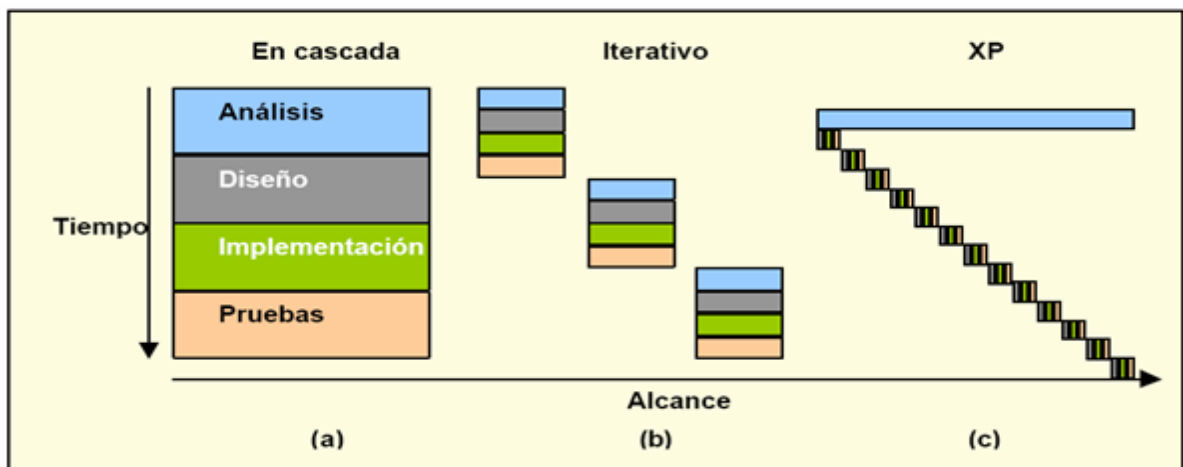 En cascada
Iterativo
XP
Análisis
Diseño
Tiempo
Implementación
Pruebas
Alcance
(a)
(b)
(c)